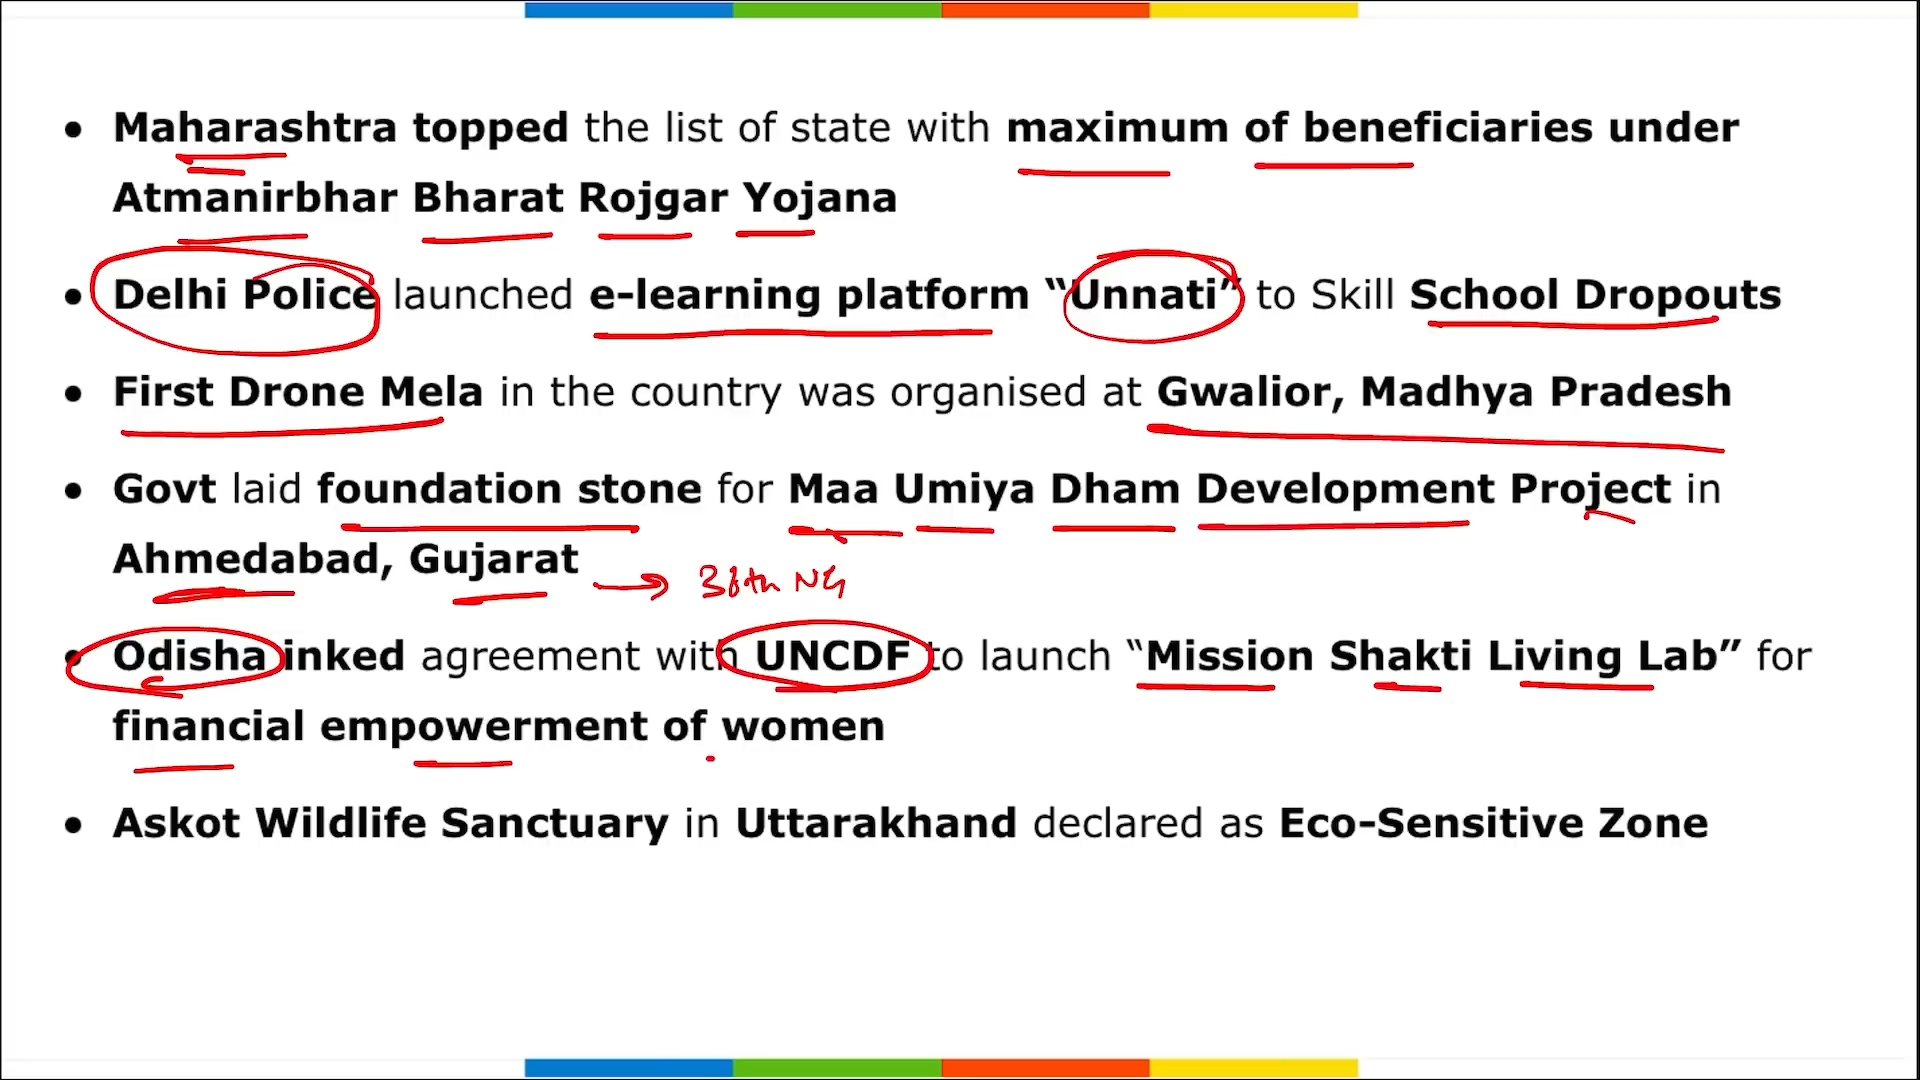 • Maharashtra topped the list of state with maximum of beneficiaries under
Atmanirbhar Bharat Rojgar Yojana
• Delhi Police launched e-learning platform “Unnati” to Skill School Dropouts
• First Drone Mela in the country was organised at Gwalior, Madhya Pradesh
• Govt laid foundation stone for Maa Umiya Dham Development Project in
Ahmedabad, Gujarat → 36th NG
• Odisha inked agreement with UNCDF to launch “Mission Shakti Living Lab” for
financial empowerment of women
• Askot Wildlife Sanctuary in Uttarakhand declared as Eco-Sensitive Zone